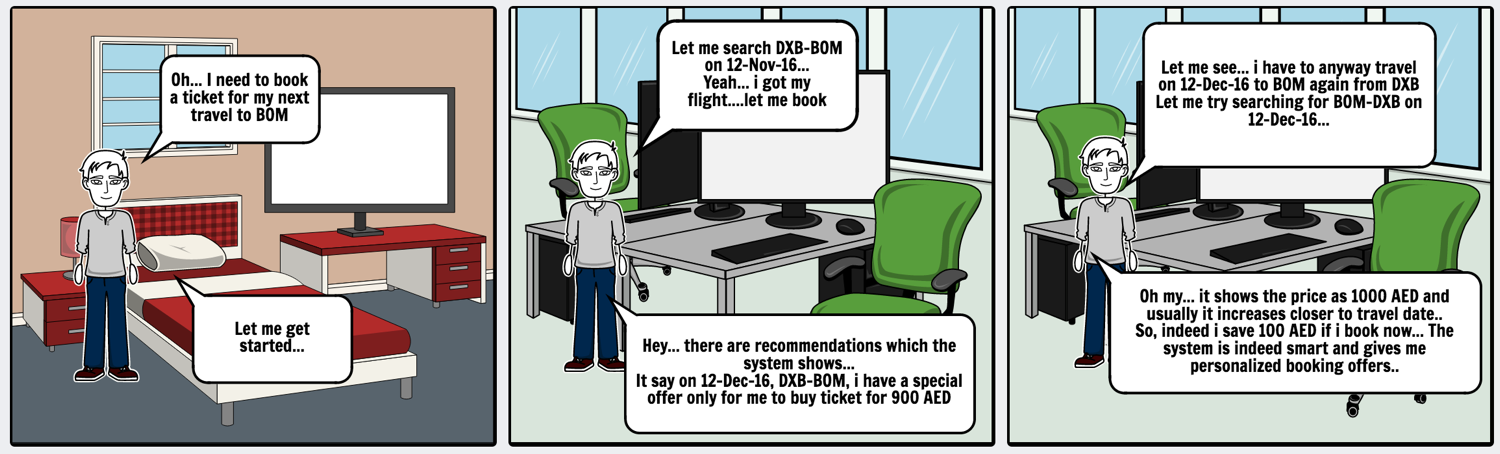 Oh... I need to book
a ticket for my next
travel to BOM
Let me get
started...
Let me search DXB-BOM
on 12-Nov-16...
Yeah... i got my
flight....let me book
Hey... there are recommendations which the
system shows...
It say on 12-Dec-16, DXB-BOM, i have a special
offer only for me to buy ticket for 900 AED
Let me see... i have to anyway travel
on 12-Dec-16 to BOM again from DXB
Let me try searching for BOM-DXB on
12-Dec-16...
Oh my... it shows the price as 1000 AED and
usually it increases closer to travel date..
So, indeed i save 100 AED if i book now... The
system is indeed smart and gives me
personalized booking offers..